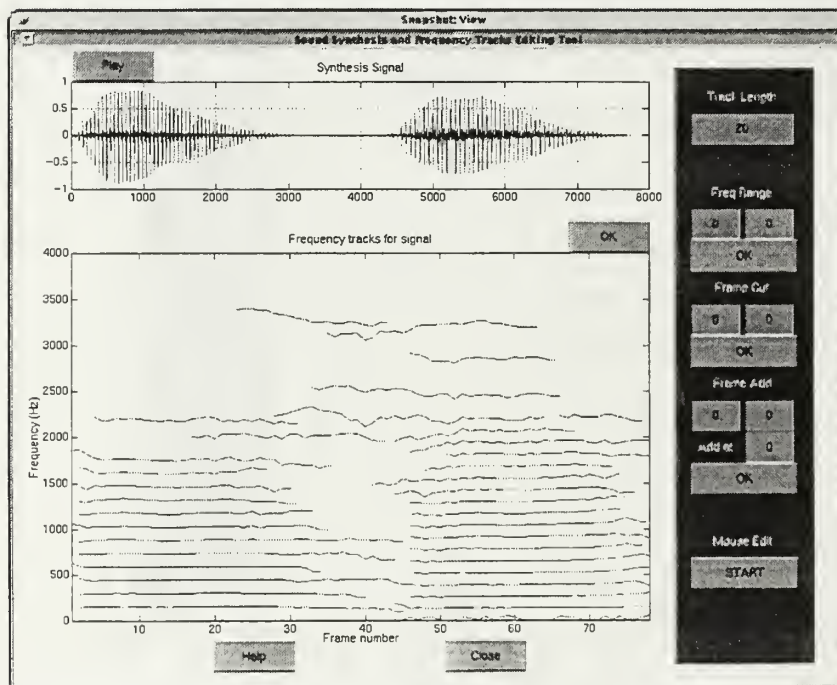 Snapshot: View
Sound Synthesis and Frequency Tracks Editing Tool
Play
Synthesis Signal
1
0.5
0
−0.5
−1
0 1000 2000 3000 4000 5000 6000 7000 8000
Frequency tracks for signal
OK
4000
3500
3000
2500
2000
1500
1000
500
0
Frequency (Hz)
10 20 30 40 50 60 70
Frame number
Help
Close
Track Length
20
Freq Range
0 0
OK
Frame Cut
0 0
OK
Frame Add
0 0
Add at 0
OK
Mouse Edit
START